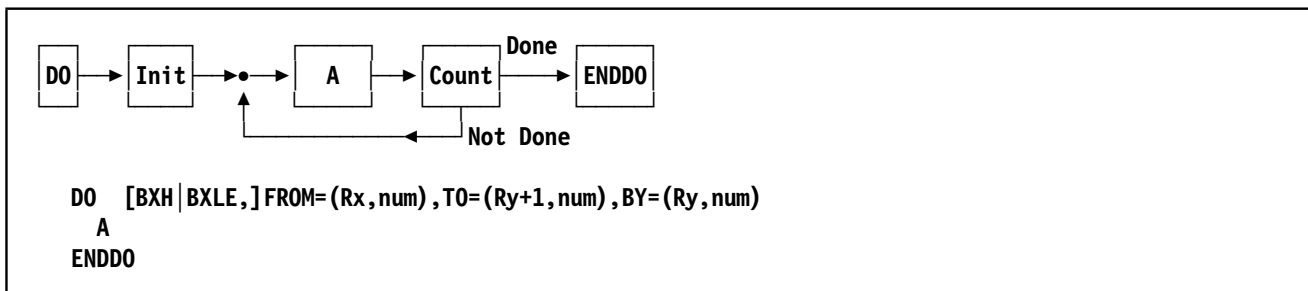 Done
DO Init A Count ENDDO
Not Done
DO [BXH|BXLE,]FROM=(Rx,num),TO=(Ry+1,num),BY=(Ry,num)
A
ENDDO